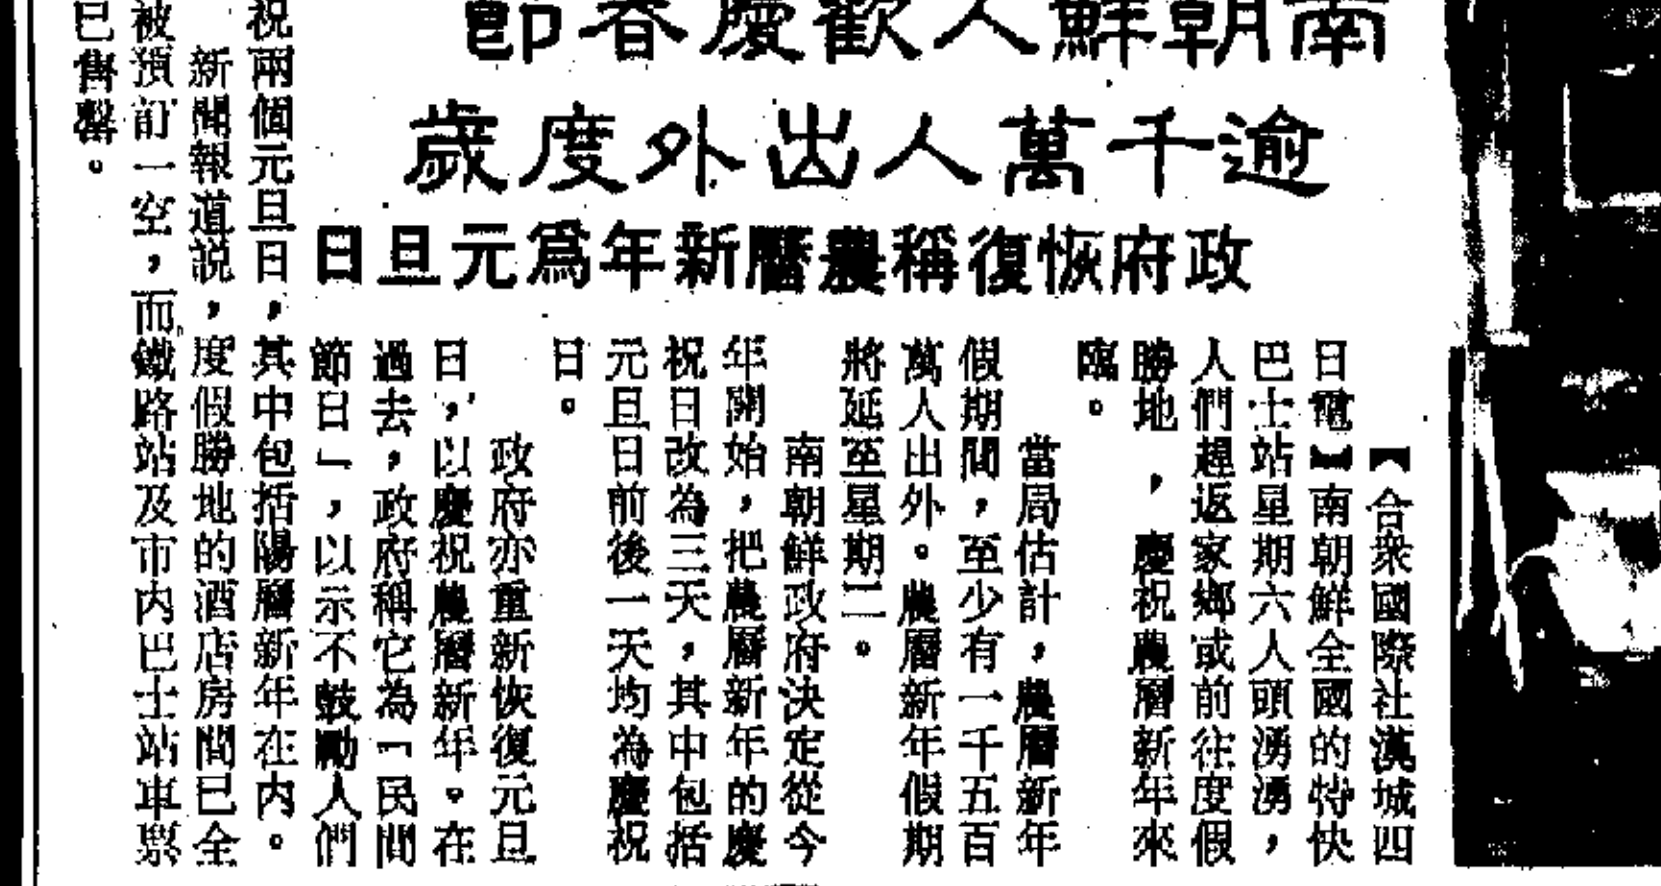 南朝鮮人歡慶春節
逾千萬人出外度歲
政府恢復稱農曆新年爲元旦日
【合衆國際社漢城四
日電】南朝鮮全國的特快
巴士站星期六人頭湧湧，
人們趕返家鄉或前往度假
勝地，慶祝農曆新年來
臨。
當局估計，農曆新年
假期間，至少有一千五百
萬人出外。農曆新年假期
將延至星期二。
南朝鮮政府決定從今
年開始，把農曆新年的慶
祝日改為三天，其中包括
元旦日前後一天均為慶祝
日。
政府亦重新恢復元旦
日，以慶祝農曆新年。在
過去，政府稱它為「民間
節日」，以示不鼓勵人們
祝兩個元旦日，其中包括陽曆新年在內。
新聞報道説，度假勝地的酒店房間已全
被預訂一空，而鐵路站及市內巴士站車票
已售罄。